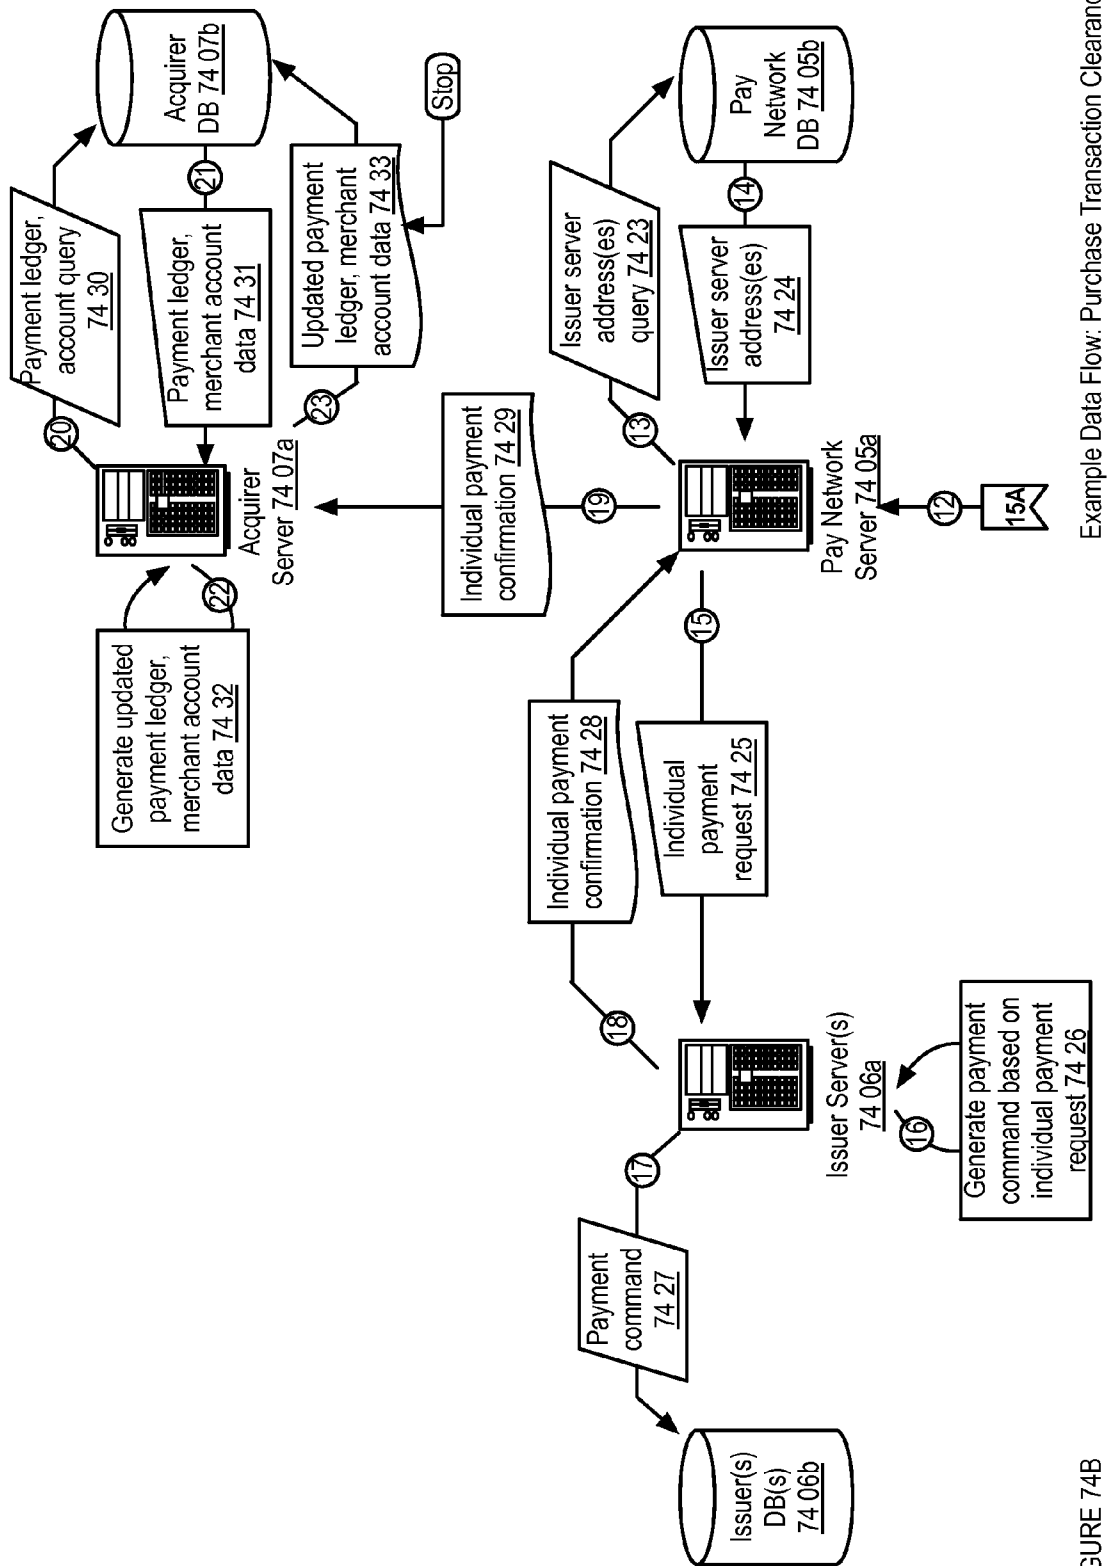 Issuer(s)
DB(s)
74 06b
Payment
command
74 27
17
Issuer Server(s)
74 06a
16
Generate payment
command based on
individual payment
request 74 26
18
Individual payment
confirmation 74 28
Individual
payment
request 74 25
15
Generate updated
payment ledger,
merchant account
data 74 32
22
Acquirer
Server 74 07a
20
Payment ledger,
account query
74 30
Payment ledger,
merchant account
data 74 31
21
Acquirer
DB 74 07b
23
Updated payment
ledger, merchant
account data 74 33
Stop
Individual payment
confirmation 74 29
19
Pay Network
Server 74 05a
12
15A
13
Issuer server
address(es)
query 74 23
Issuer server
address(es)
74 24
14
Pay
Network
DB 74 05b
GURE 74B
Example Data Flow: Purchase Transaction Clearanc